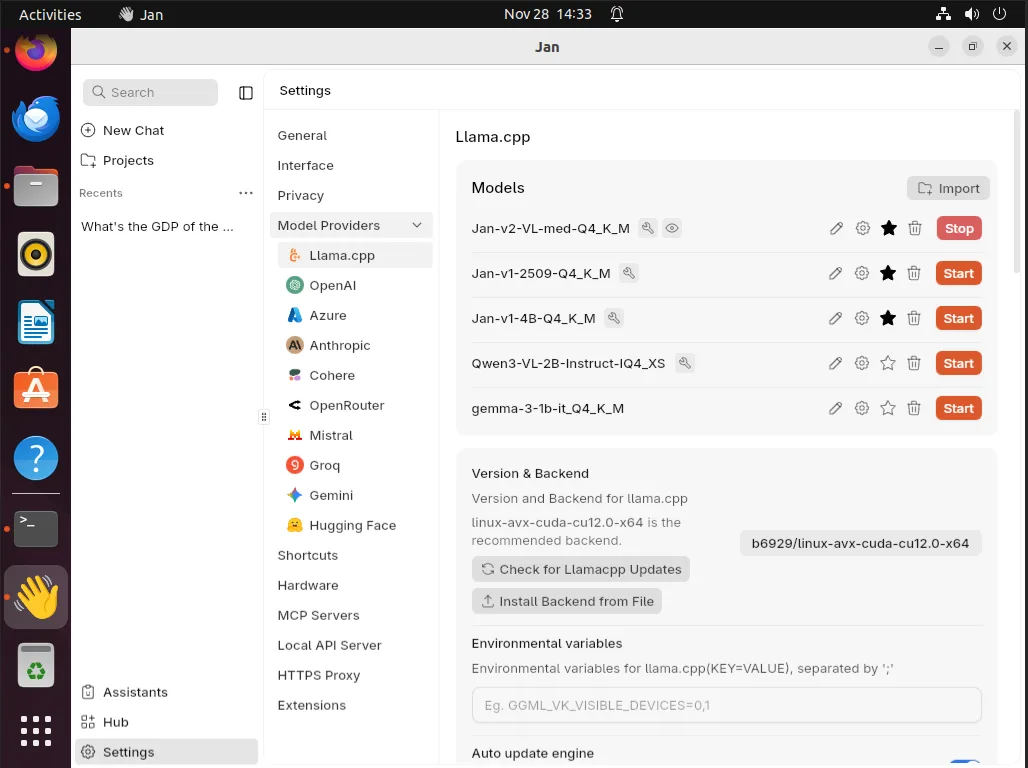 Activities
Jan
Nov 28 14:33
Jan
Search
New Chat
Projects
Recents
What's the GDP of the ...
Assistants
Hub
Settings
Settings
General
Interface
Privacy
Model Providers
Llama.cpp
OpenAI
Azure
Anthropic
Cohere
OpenRouter
Mistral
Groq
Gemini
Hugging Face
Shortcuts
Hardware
MCP Servers
Local API Server
HTTPS Proxy
Extensions
Llama.cpp
Models
Import
Jan-v2-VL-med-Q4_K_M
Stop
Jan-v1-2509-Q4_K_M
Start
Jan-v1-4B-Q4_K_M
Start
Qwen3-VL-2B-Instruct-IQ4_XS
Start
gemma-3-1b-it_Q4_K_M
Start
Version & Backend
Version and Backend for llama.cpp
linux-avx-cuda-cu12.0-x64 is the
recommended backend.
b6929/linux-avx-cuda-cu12.0-x64
Check for Llamacpp Updates
Install Backend from File
Environmental variables
Environmental variables for llama.cpp(KEY=VALUE), separated by ';'
Eg. GGML_VK_VISIBLE_DEVICES=0,1
Auto update engine